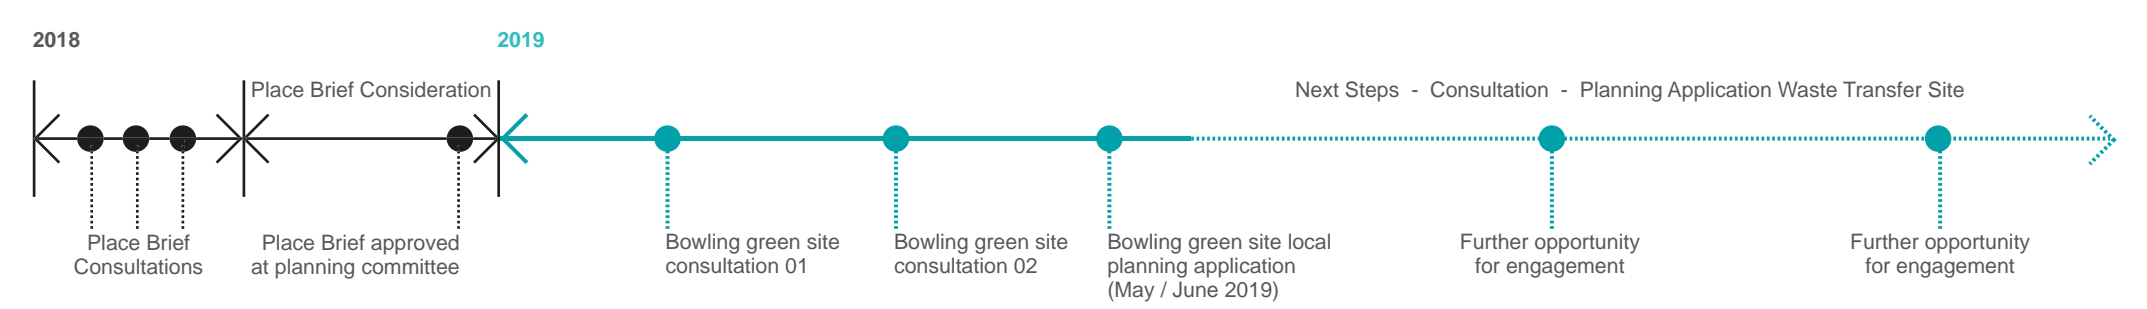 2018
2019
Place Brief Consideration
Next Steps - Consultation - Planning Application Waste Transfer Site
Place Brief
Consultations
Place Brief approved
at planning committee
Bowling green site
consultation 01
Bowling green site
consultation 02
Bowling green site local
planning application
(May / June 2019)
Further opportunity
for engagement
Further opportunity
for engagement